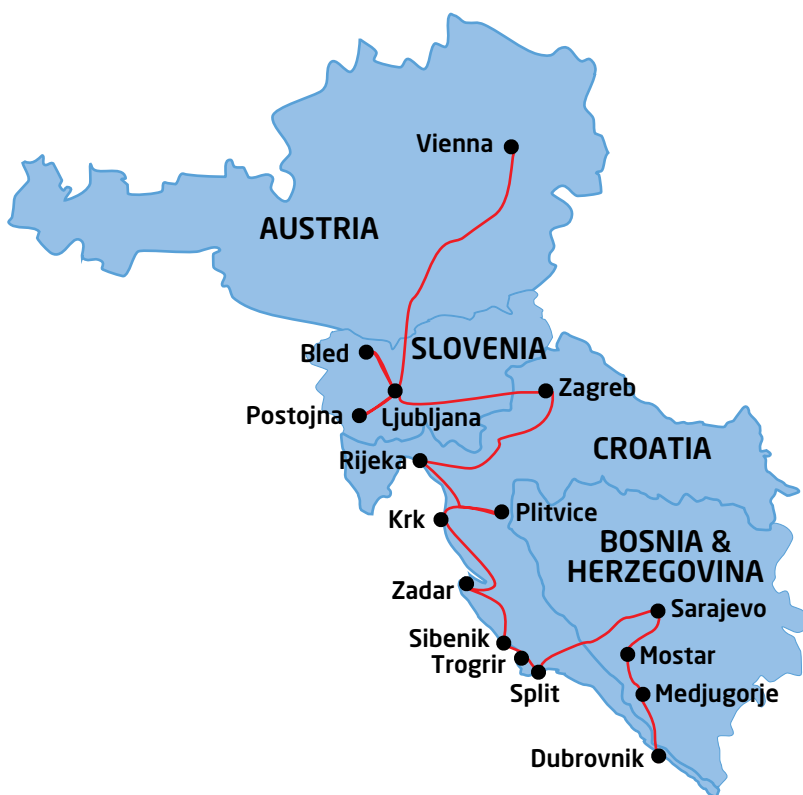 Vienna
AUSTRIA
Bled
SLOVENIA
Zagreb
Postojna
Ljubljana
Rijeka
CROATIA
Krk
Plitvice
BOSNIA &
HERZEGOVINA
Zadar
Sarajevo
Sibenik
Trogrir
Mostar
Split
Medjugorje
Dubrovnik